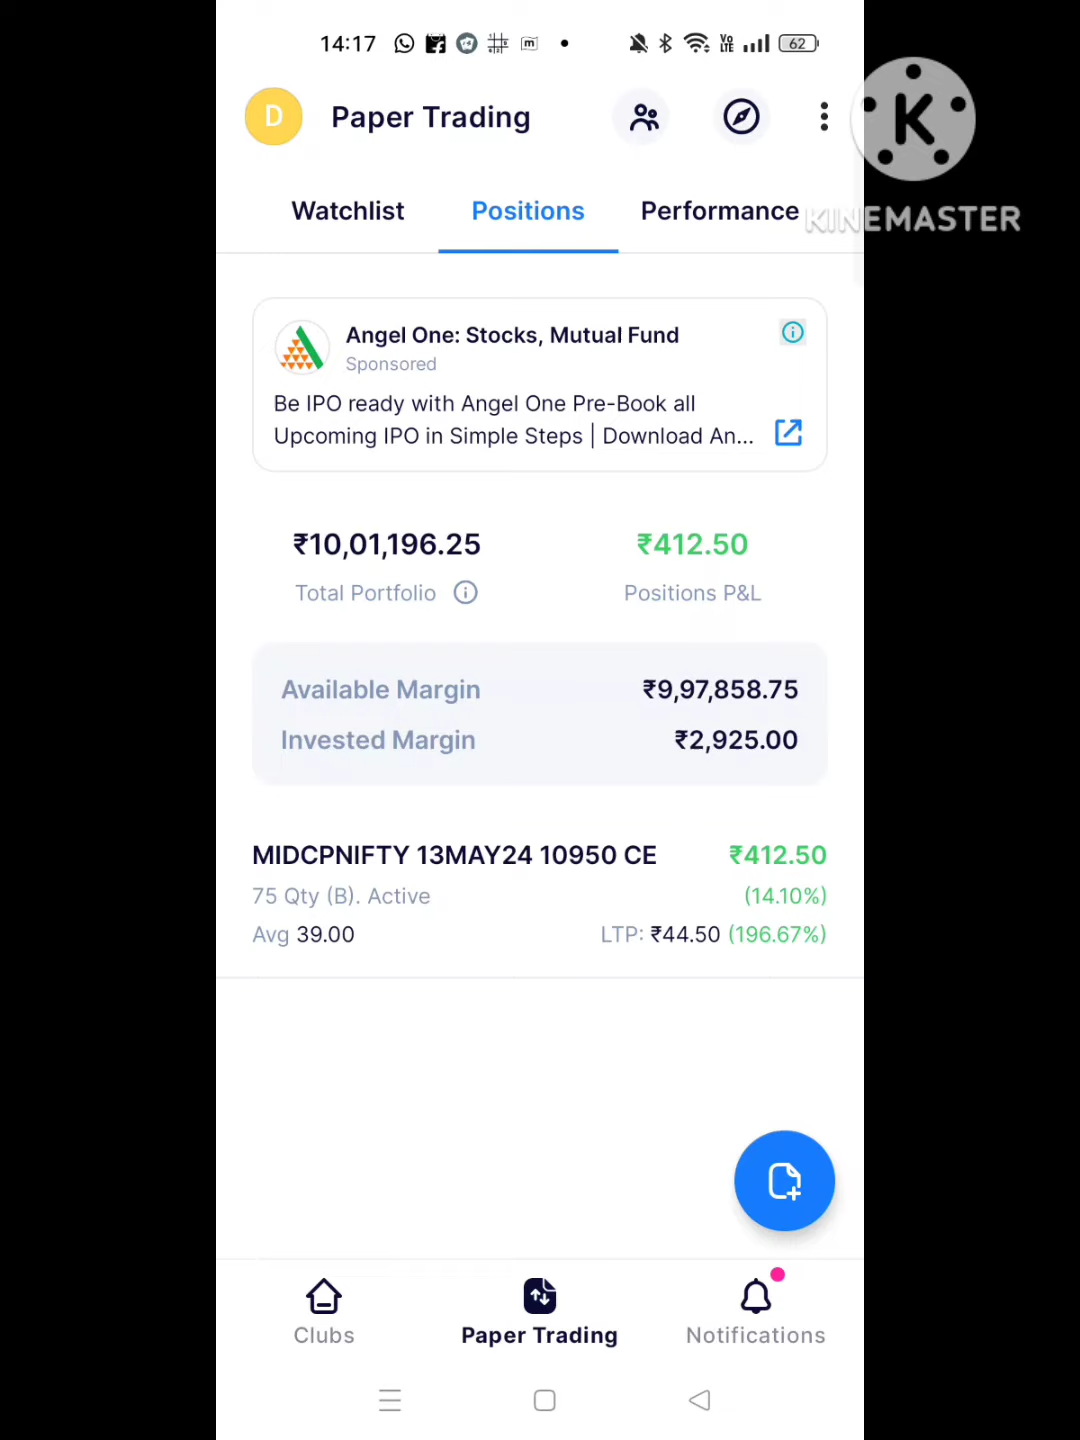 14:17
62
D Paper Trading
K
KINEMASTER
Watchlist Positions Performance
Angel One: Stocks, Mutual Fund
Sponsored
Be IPO ready with Angel One Pre-Book all
Upcoming IPO in Simple Steps | Download An...
₹10,01,196.25 ₹412.50
Total Portfolio Positions P&L
Available Margin ₹9,97,858.75
Invested Margin ₹2,925.00
MIDCPNIFTY 13MAY24 10950 CE ₹412.50
75 Qty (B). Active (14.10%)
Avg 39.00 LTP: ₹44.50 (196.67%)
Clubs Paper Trading Notifications